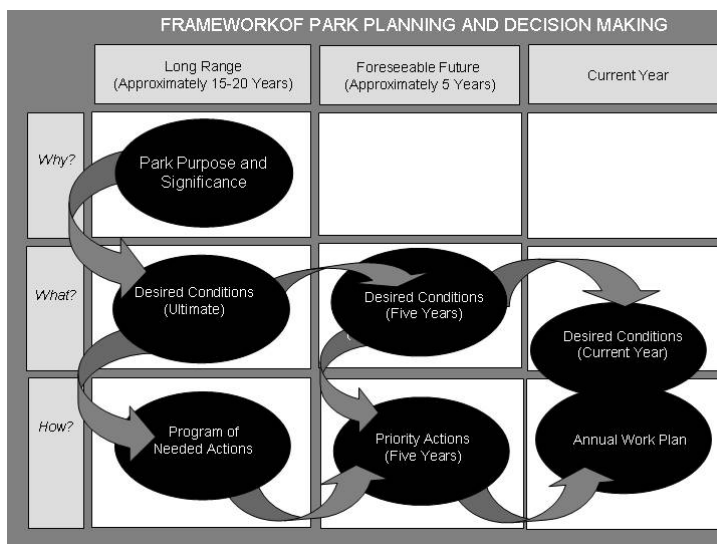 FRAMEWORKOF PARK PLANNING AND DECISION MAKING
Long Range
(Approximately 15-20 Years)
Foreseeable Future
(Approximately 5 Years)
Current Year
Why?
Park Purpose and
Significance
What?
Desired Conditions
(Ultimate)
Desired Conditions
(Five Years)
Desired Conditions
(Current Year)
How?
Program of
Needed Actions
Priority Actions
(Five Years)
Annual Work Plan